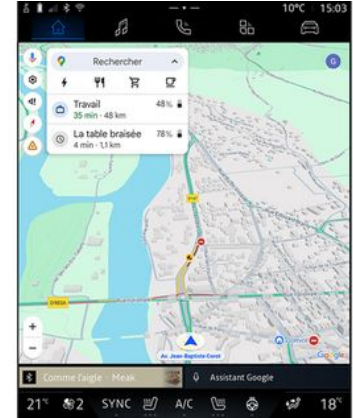 10°C 15:03
Rechercher
G
Travail 48%
35 min · 48 km
La table braisée 78%
4 min · 1,1 km
Av. Jean-Baptiste-Corot
Google
Comme l'aigle - Meak
Assistant Google
21°c 2 SYNC A/C 18°c